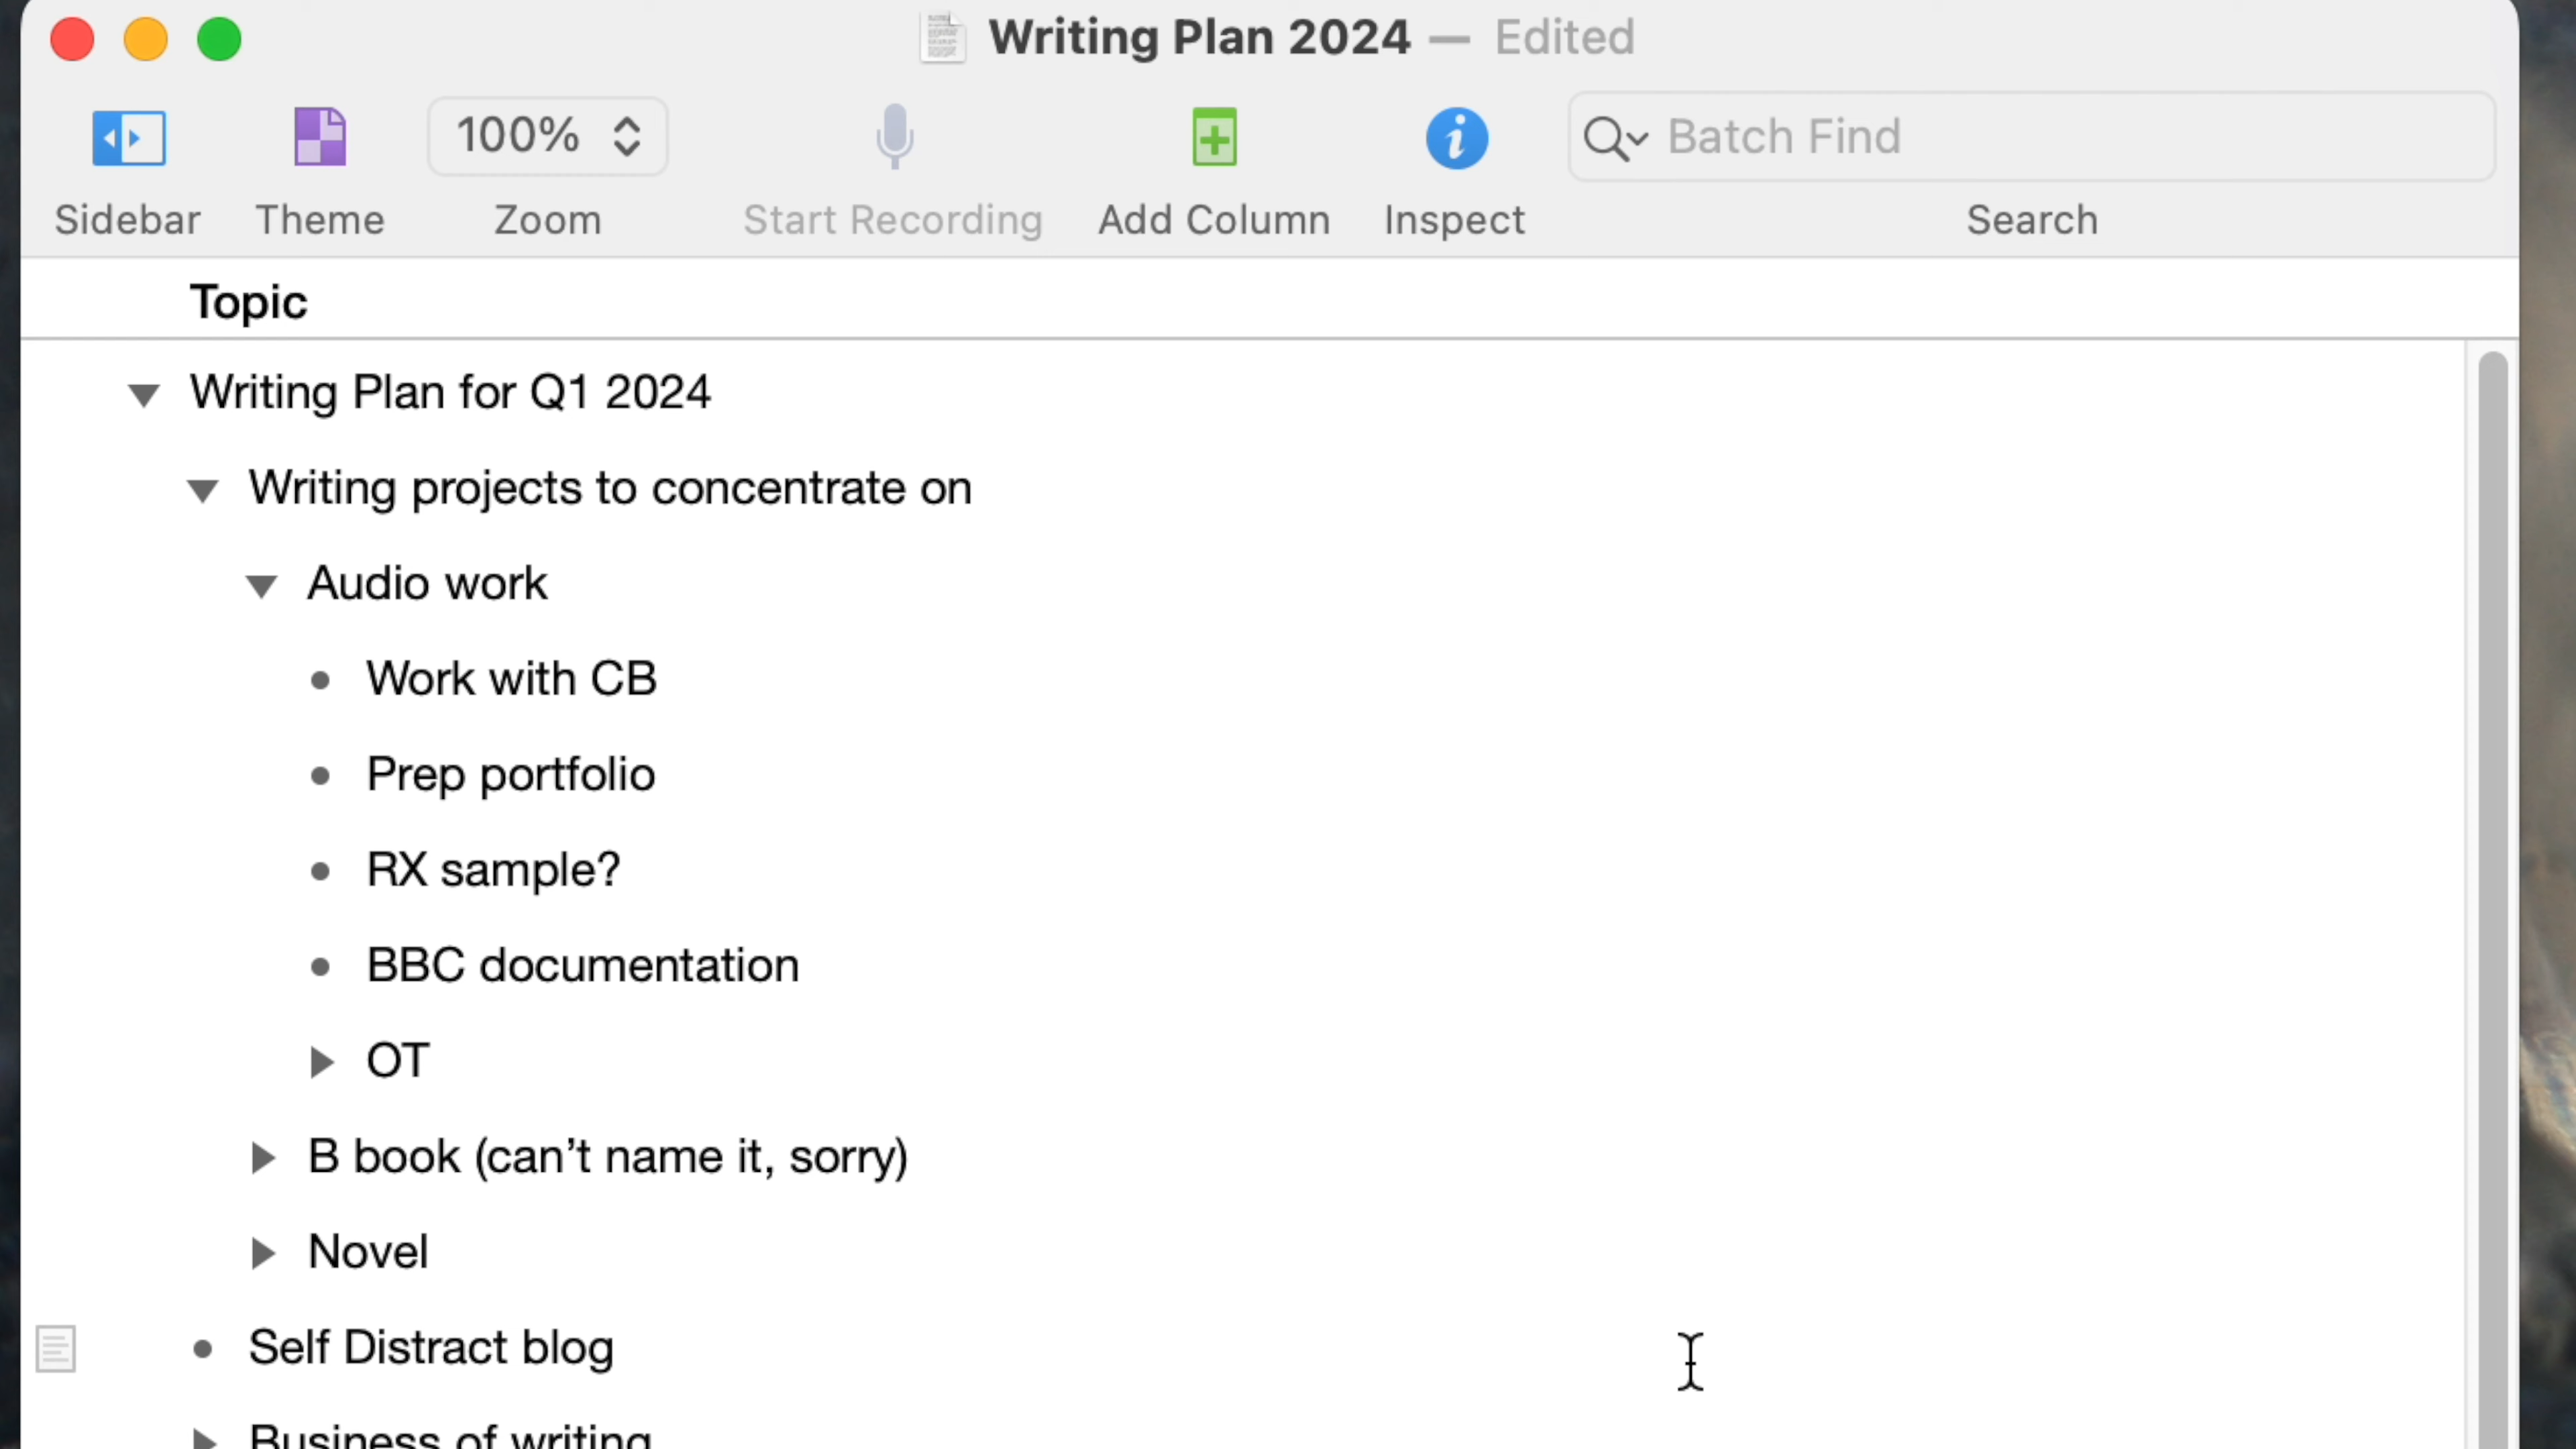 Writing Plan 2024 — Edited
100%
Batch Find
Sidebar Theme Zoom Start Recording Add Column Inspect Search
Topic
Writing Plan for Q1 2024
Writing projects to concentrate on
Audio work
Work with CB
Prep portfolio
RX sample?
BBC documentation
OT
B book (can’t name it, sorry)
Novel
Self Distract blog
Business of writing